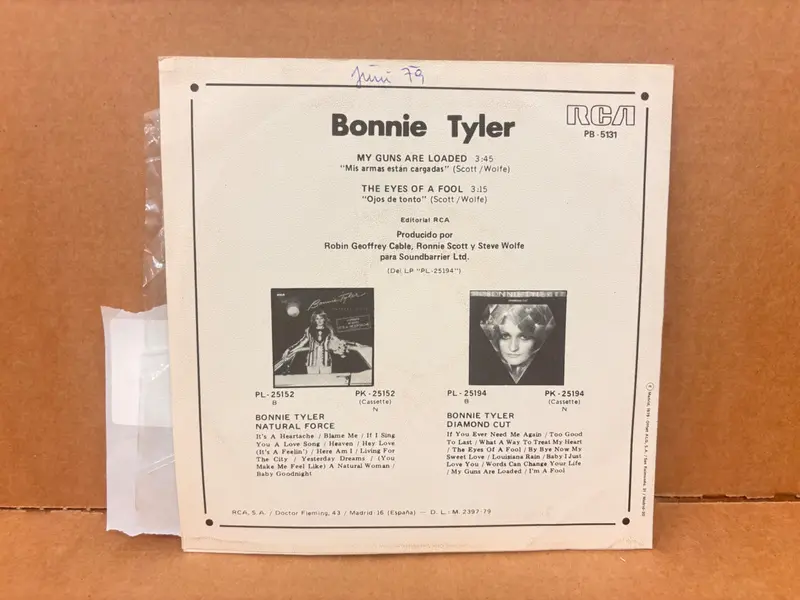 Juni 79
RCA
PB - 5131
Bonnie Tyler
MY GUNS ARE LOADED 3:45
"Mis armas están cargadas" (Scott/Wolfe)
THE EYES OF A FOOL 3:15
"Ojos de tonto" (Scott/Wolfe)
Editorial RCA
Producido por
Robin Geoffrey Cable, Ronnie Scott y Steve Wolfe
para Soundbarrier Ltd.
(Del LP "PL-25194")
Bonnie Tyler
PL - 25152
B
PK - 25152
(Cassette)
N
BONNIE TYLER
NATURAL FORCE
It's A Heartache / Blame Me / If I Sing
You A Love Song / Heaven / Hey Love
(It's A Feelin') / Here Am I / Living For
The City / Yesterday Dreams / (You
Make Me Feel Like) A Natural Woman /
Baby Goodnight
BONNIE TYLER
PL - 25194
B
PK - 25194
(Cassette)
N
BONNIE TYLER
DIAMOND CUT
If You Ever Need Me Again / Too Good
To Last / What A Way To Treat My Heart
/ The Eyes Of A Fool / By Bye Now My
Sweet Love / Louisiana Rain / Baby I Just
Love You / Words Can Change Your Life
/ My Guns Are Loaded / I'm A Fool
RCA, S.A. / Doctor Fleming, 43 / Madrid-16 (España) — D. L.: M. 2397-79